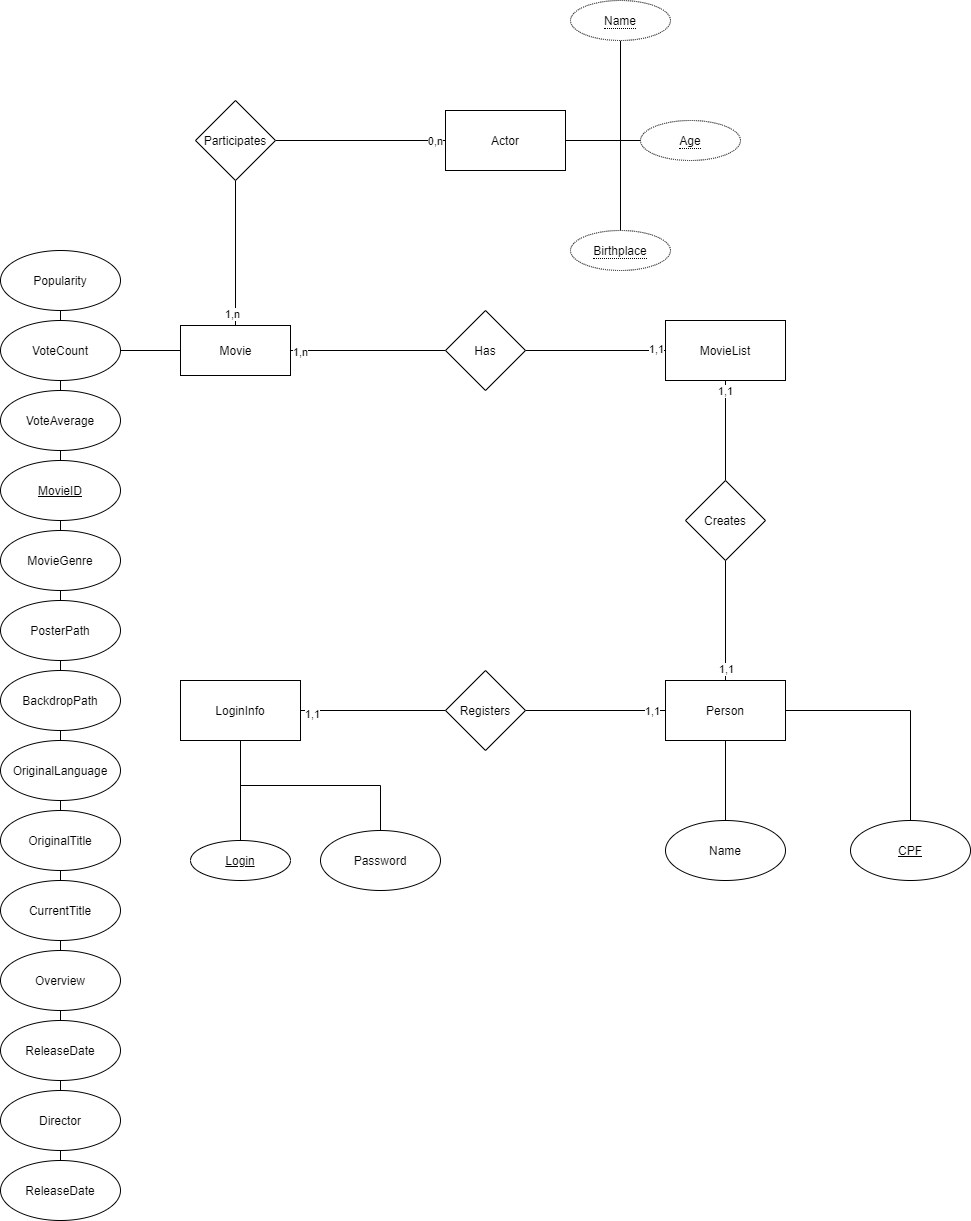 Name
Participates
0,n
Actor
Age
Birthplace
Popularity
1,n
VoteCount
Movie
1,n
Has
1,1
MovieList
1,1
VoteAverage
MovieID
Creates
MovieGenre
PosterPath
1,1
BackdropPath
LoginInfo
1,1
Registers
1,1
Person
OriginalLanguage
OriginalTitle
Login
Password
Name
CPF
CurrentTitle
Overview
ReleaseDate
Director
ReleaseDate